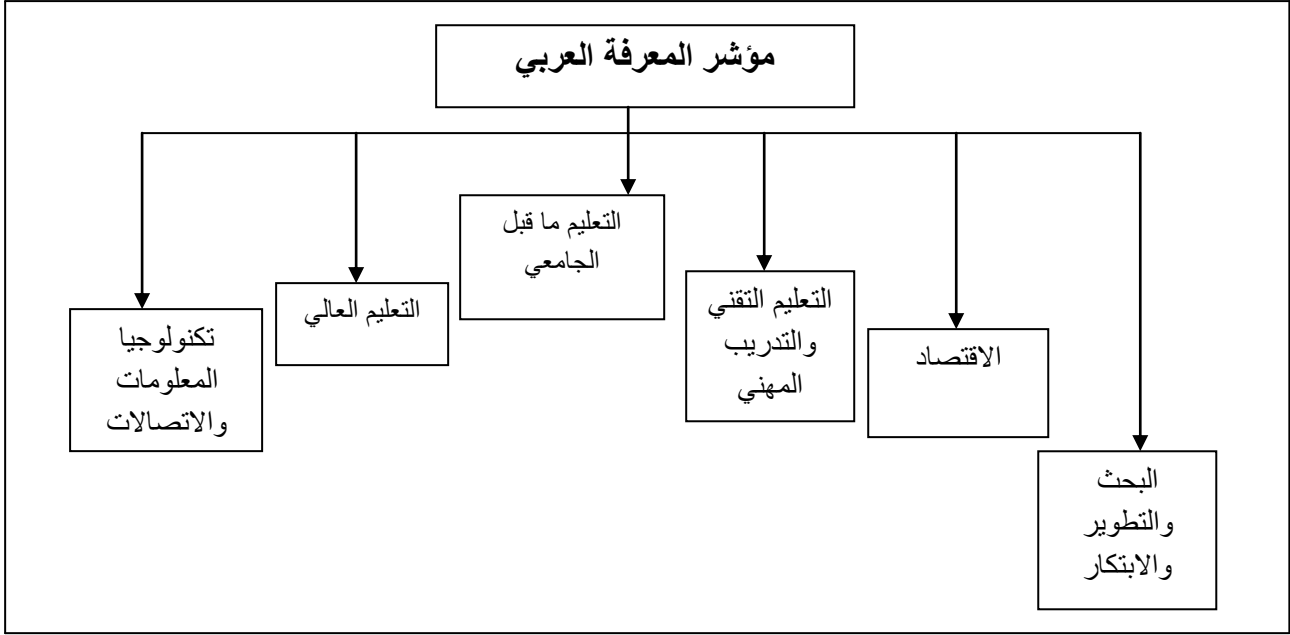 مؤشر المعرفة العربي
البحث
والتطوير
والابتكار
الاقتصاد
التعليم التقني
والتدريب
المهني
التعليم ما قبل
الجامعي
التعليم العالي
تكنولوجيا
المعلومات
والاتصالات